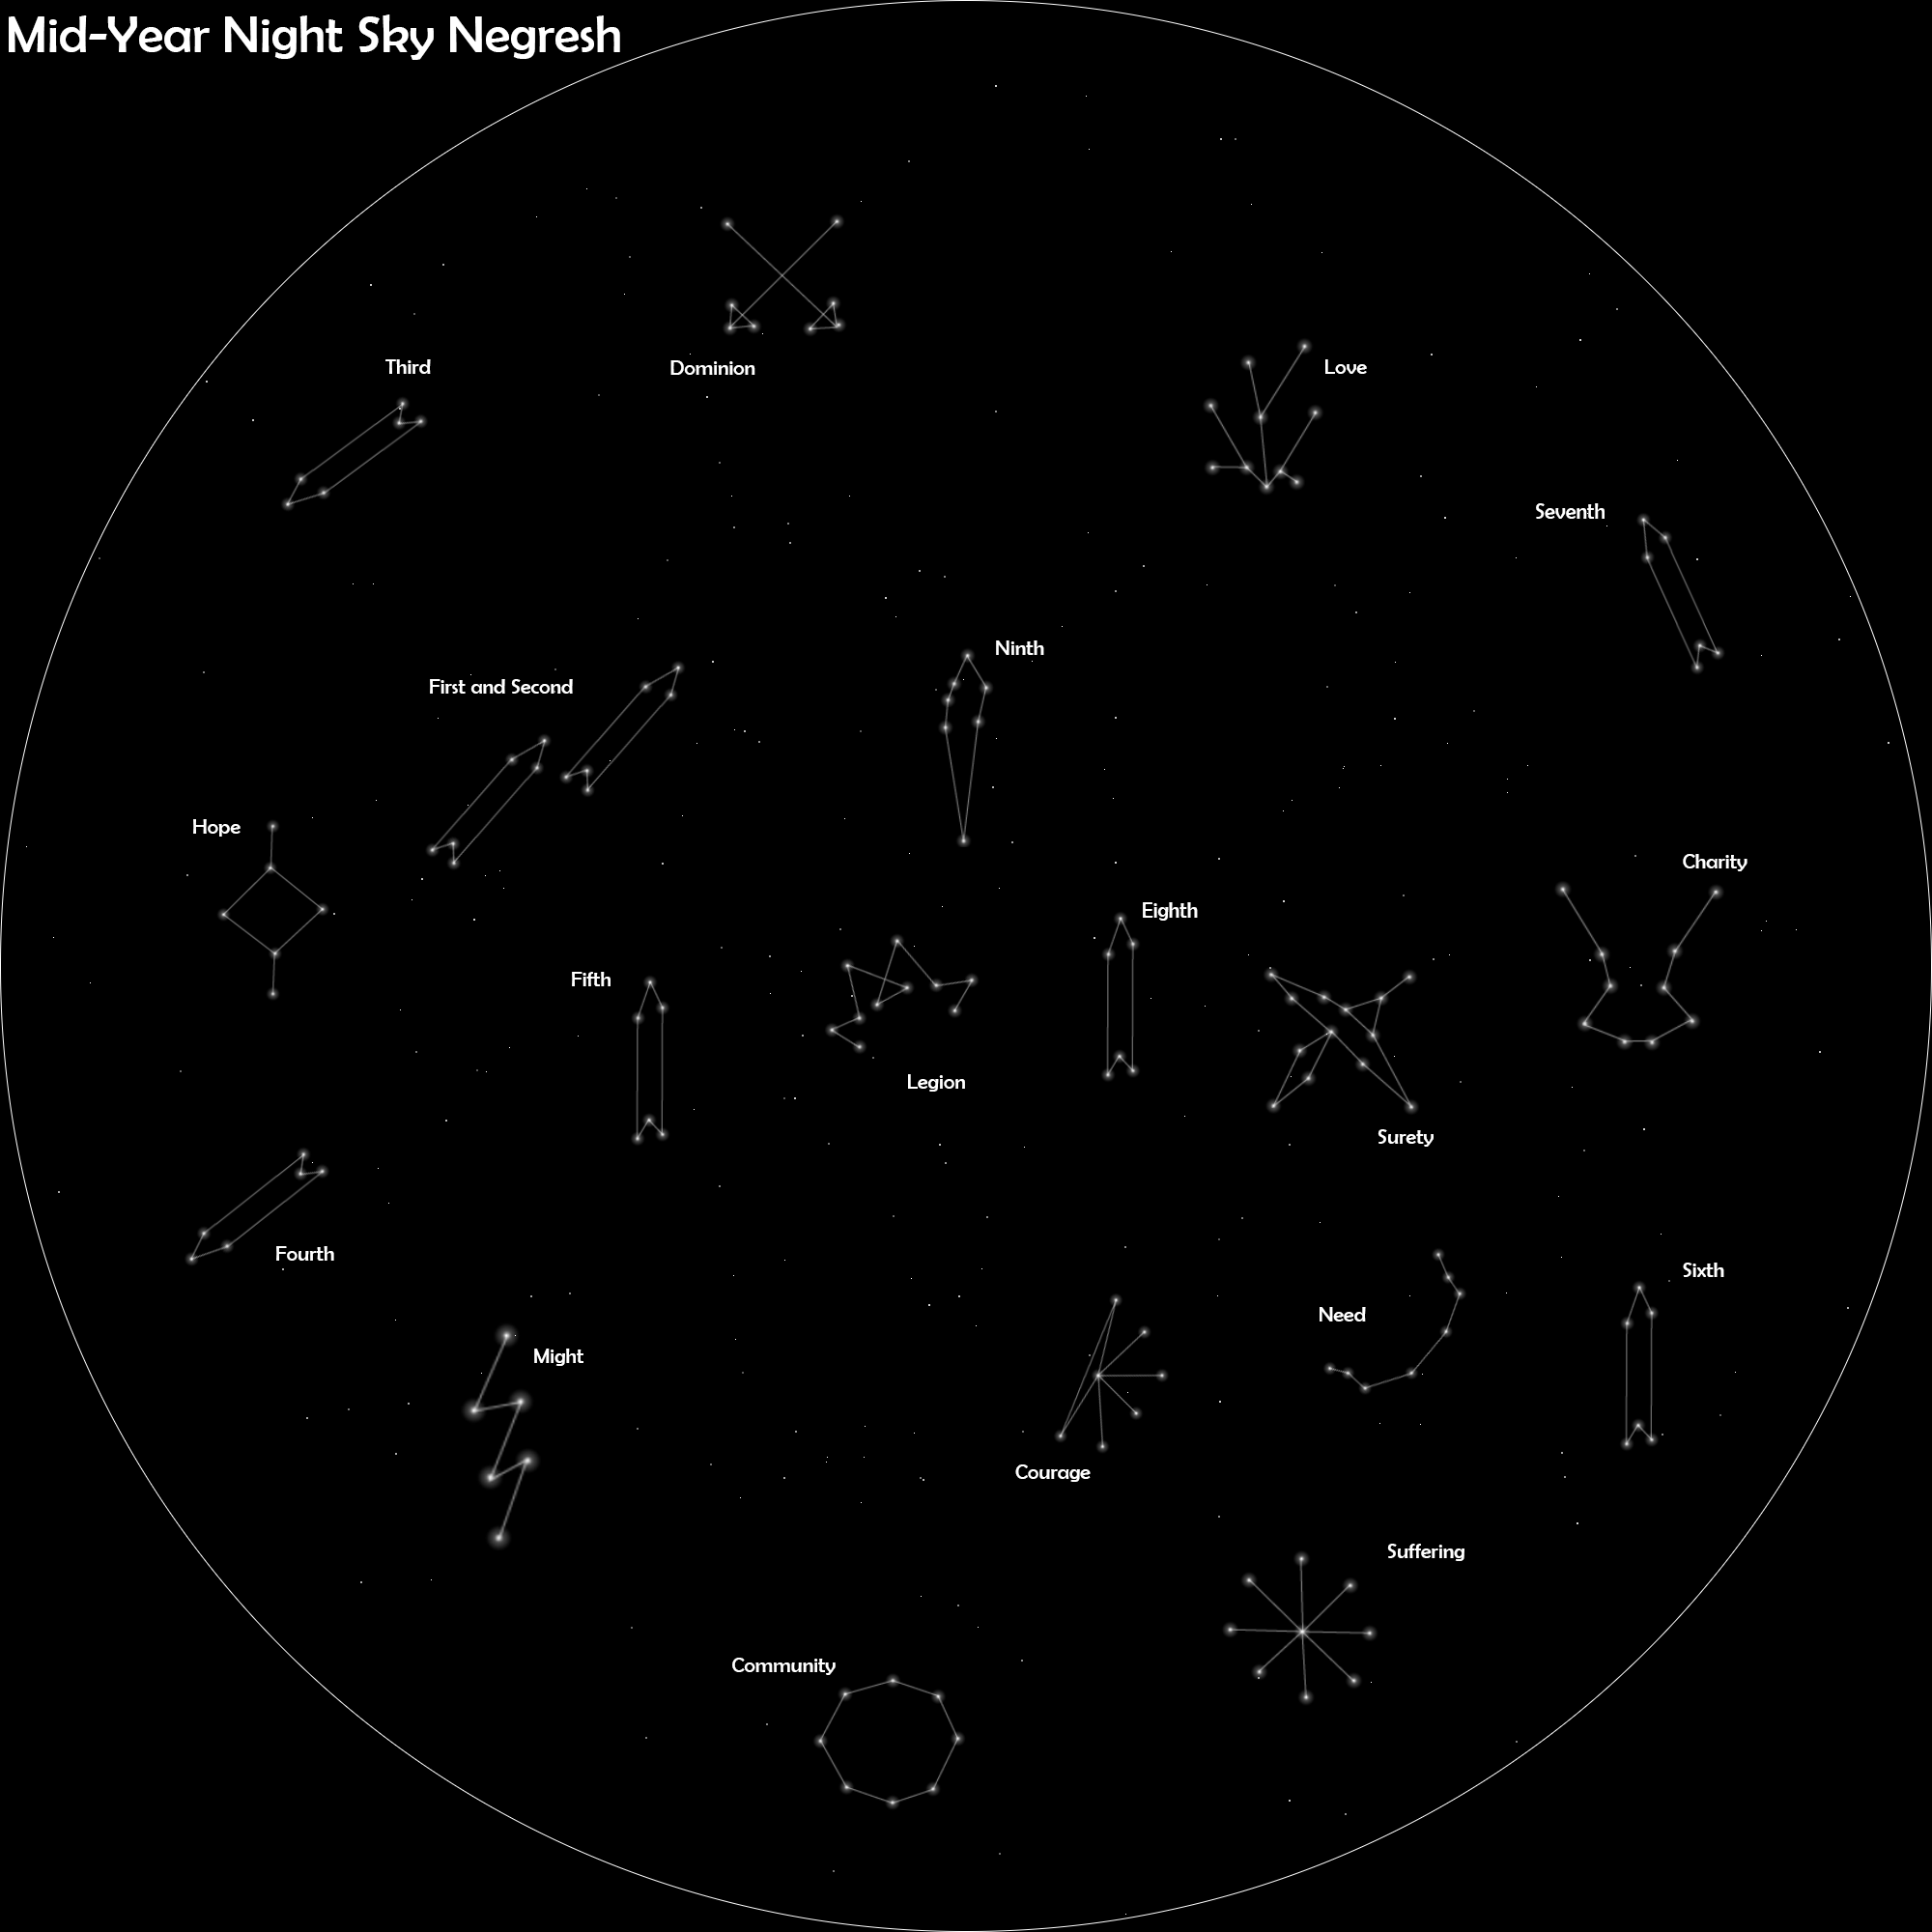 Mid-Year Night Sky Negresh
Third
Dominion
Love
Seventh
Ninth
First and Second
Hope
Charity
Eighth
Fifth
Legion
Surety
Fourth
Sixth
Need
Might
Courage
Suffering
Community